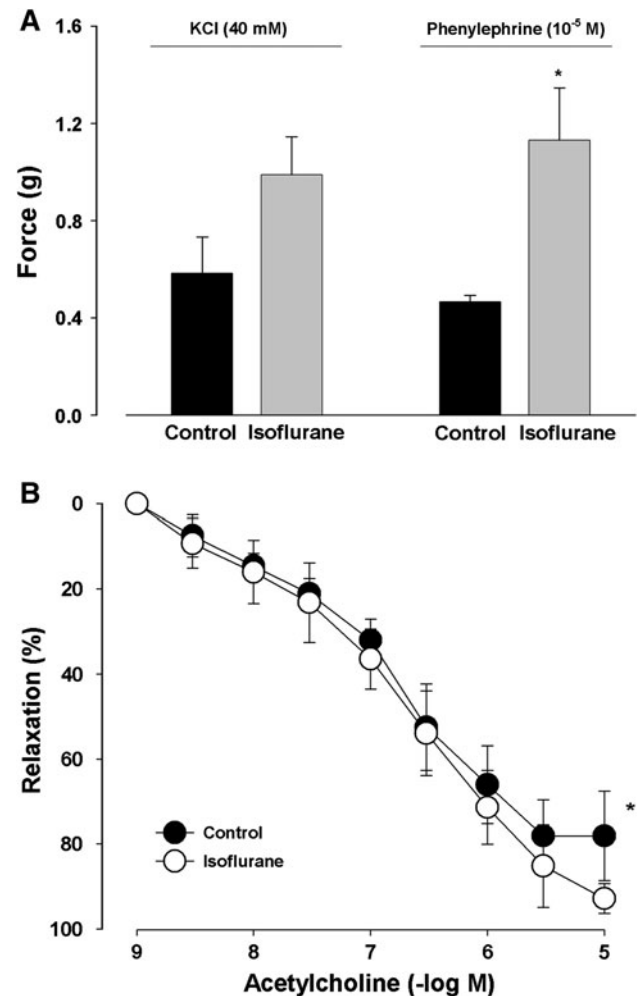 A
KCl (40 mM) Phenylephrine (10⁻⁵ M)
*
1.6
1.2
0.8
0.4
0.0
Force (g)
Control Isoflurane Control Isoflurane
B
0
20
40
60
80
100
Relaxation (%)
*
Control
Isoflurane
9 8 7 6 5
Acetylcholine (-log M)